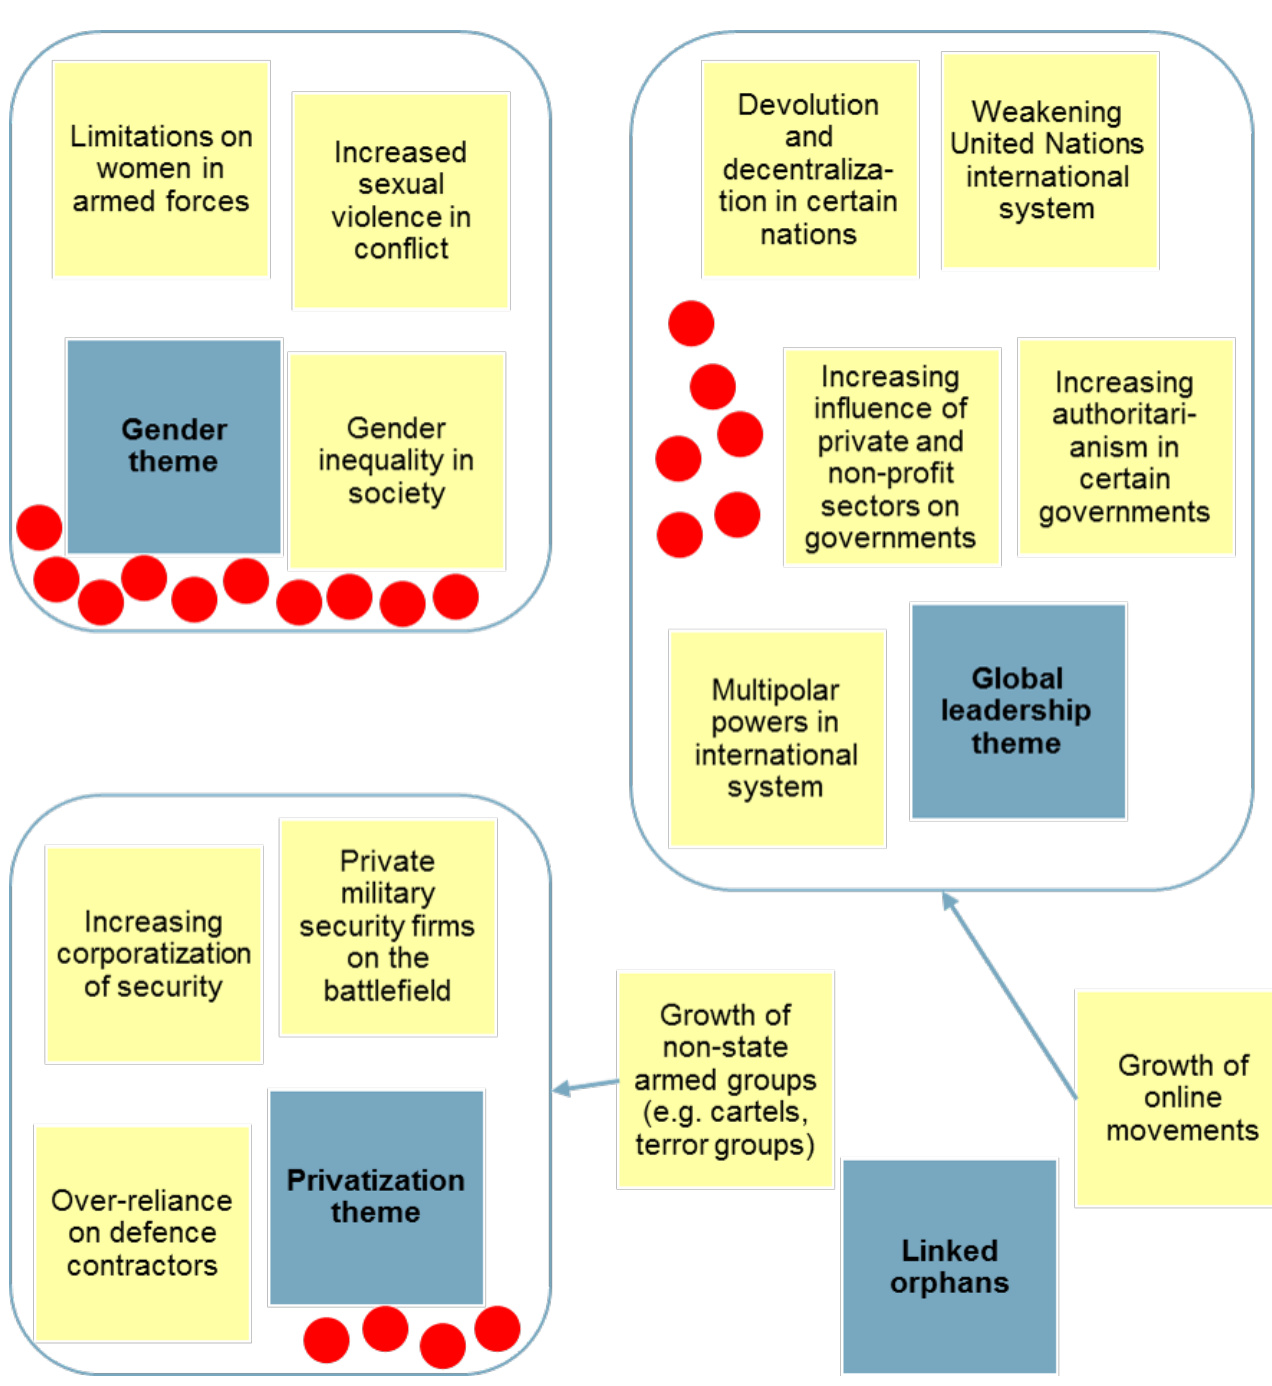 Limitations on
women in
armed forces
Increased
sexual
violence in
conflict
Gender
theme
Gender
inequality in
society
Devolution
and
decentraliza-
tion in certain
nations
Weakening
United Nations
international
system
Increasing
influence of
private and
non-profit
sectors on
governments
Increasing
authoritari-
anism in
certain
governments
Multipolar
powers in
international
system
Global
leadership
theme
Increasing
corporatization
of security
Private
military
security firms
on the
battlefield
Over-reliance
on defence
contractors
Privatization
theme
Growth of
non-state
armed groups
(e.g. cartels,
terror groups)
Growth of
online
movements
Linked
orphans